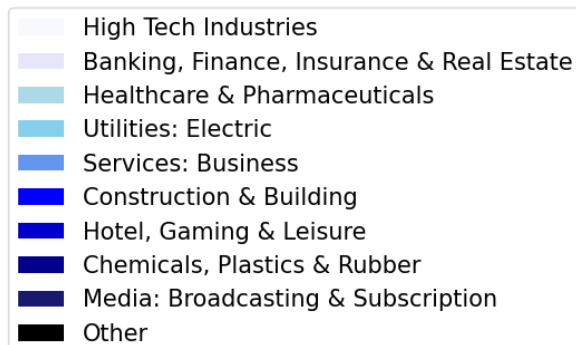 High Tech Industries
Banking, Finance, Insurance & Real Estate
Healthcare & Pharmaceuticals
Utilities: Electric
Services: Business
Construction & Building
Hotel, Gaming & Leisure
Chemicals, Plastics & Rubber
Media: Broadcasting & Subscription
Other